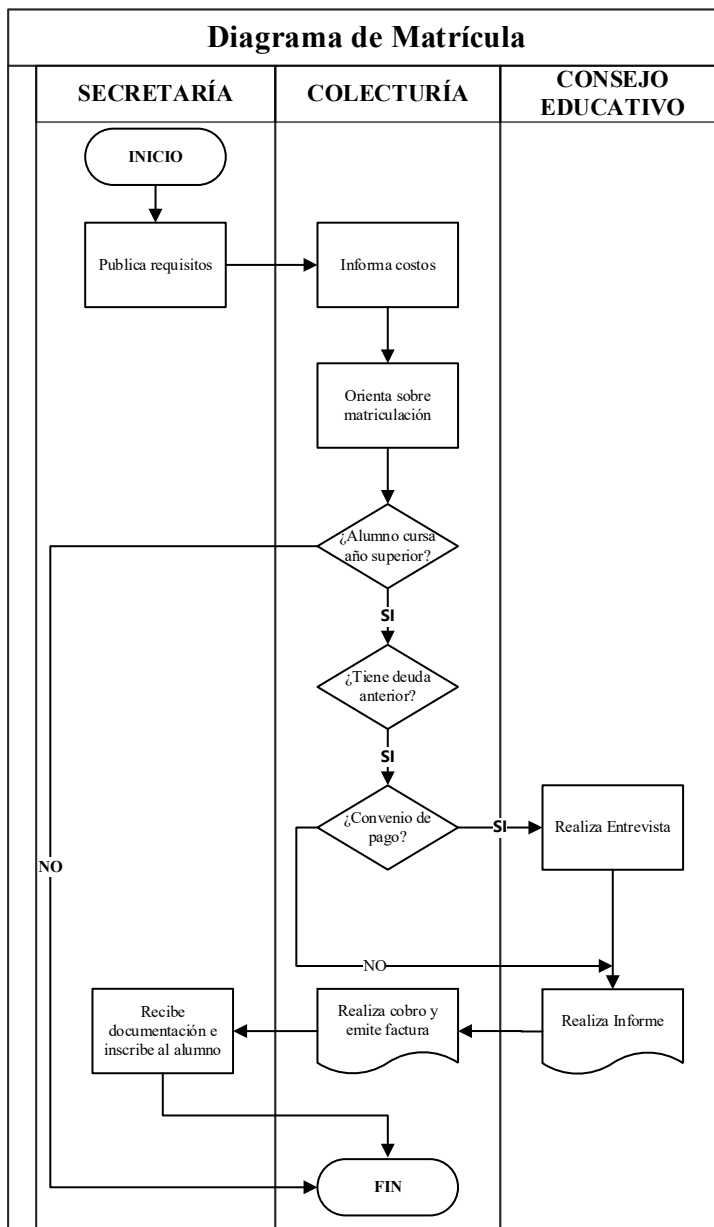 Diagrama de Matrícula
SECRETARÍA
COLECTURÍA
CONSEJO
EDUCATIVO
INICIO
Publica requisitos
Informa costos
Orienta sobre
matriculación
¿Alumno cursa
año superior?
SI
¿Tiene deuda
anterior?
SI
¿Convenio de
pago?
SI
Realiza Entrevista
NO
NO
Recibe
documentación e
inscribe al alumno
Realiza cobro y
emite factura
Realiza Informe
FIN